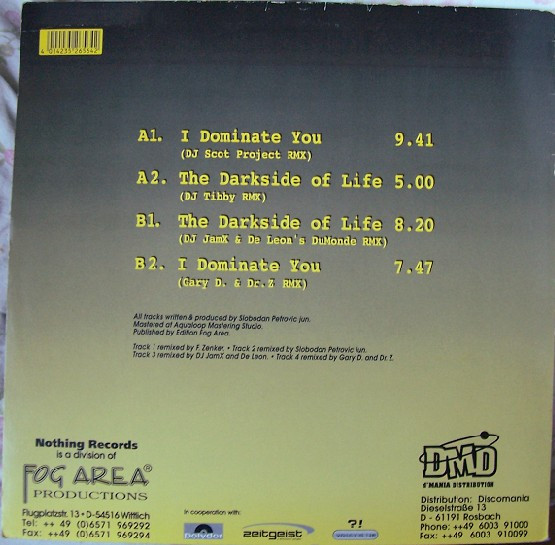 4 014235 265542
A1. I Dominate You 9.41
(DJ Scot Project RMX)
A2. The Darkside of Life 5.00
(DJ Tibby RMX)
B1. The Darkside of Life 8.20
(DJ JamX & De Leon's DuMonde RMX)
B2. I Dominate You 7.47
(Gary D. & Dr. Z RMX)
All tracks written & produced by Slobodan Petrovic jun.
Mastered at Aqualoop Mastering Studio.
Published by Edition Fog Area.
Track 1 remixed by F. Zenker. • Track 2 remixed by Slobodan Petrovic jun.
Track 3 remixed by DJ JamX and De Leon. • Track 4 remixed by Gary D. and Dr. Z.
Nothing Records
is a division of
FOG AREA®
PRODUCTIONS
Flugplatzstr. 13 • D-54516 Wittlich
Tel: ++ 49 (0)6571 969292
Fax: ++ 49 (0)6571 969294
In cooperation with:
polydor
zeitgeist
?!
DMD
D'MANIA DISTRIBUTION
Distributon: Discomania
Dieselstraße 13
D - 61191 Rosbach
Phone: ++49 6003 91000
Fax: ++49 6003 910099